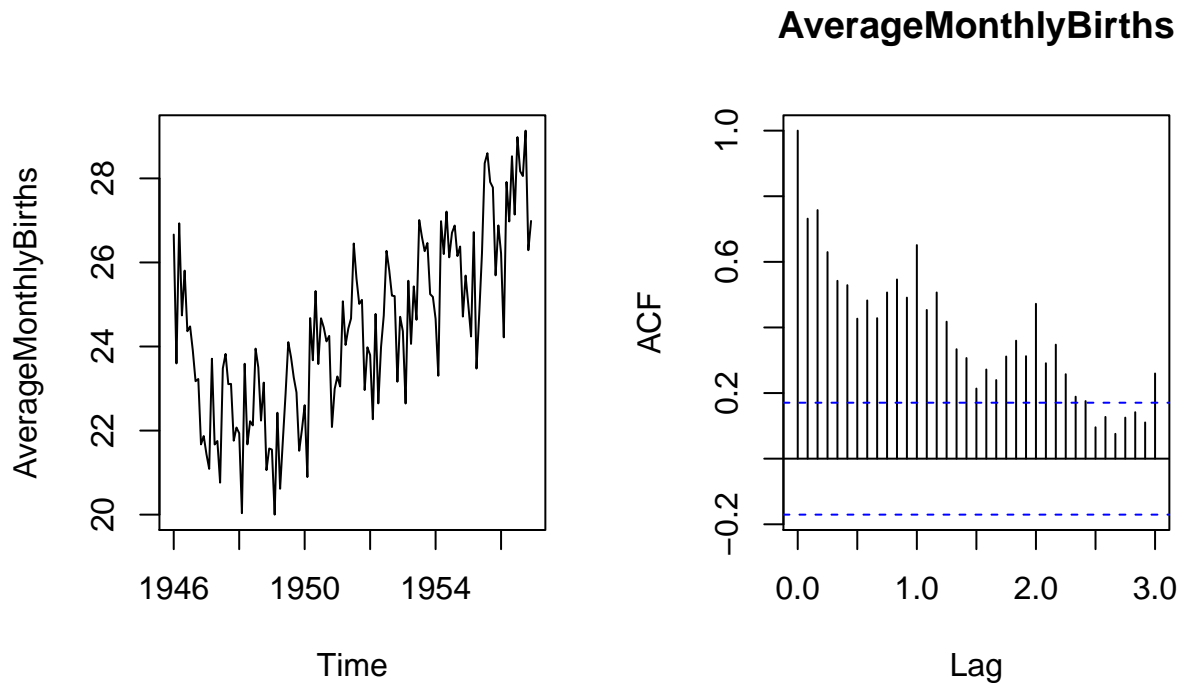 AverageMonthlyBirths
AverageMonthlyBirths
20 22 24 26 28
1946 1950 1954
Time
ACF
−0.2 0.2 0.6 1.0
0.0 1.0 2.0 3.0
Lag